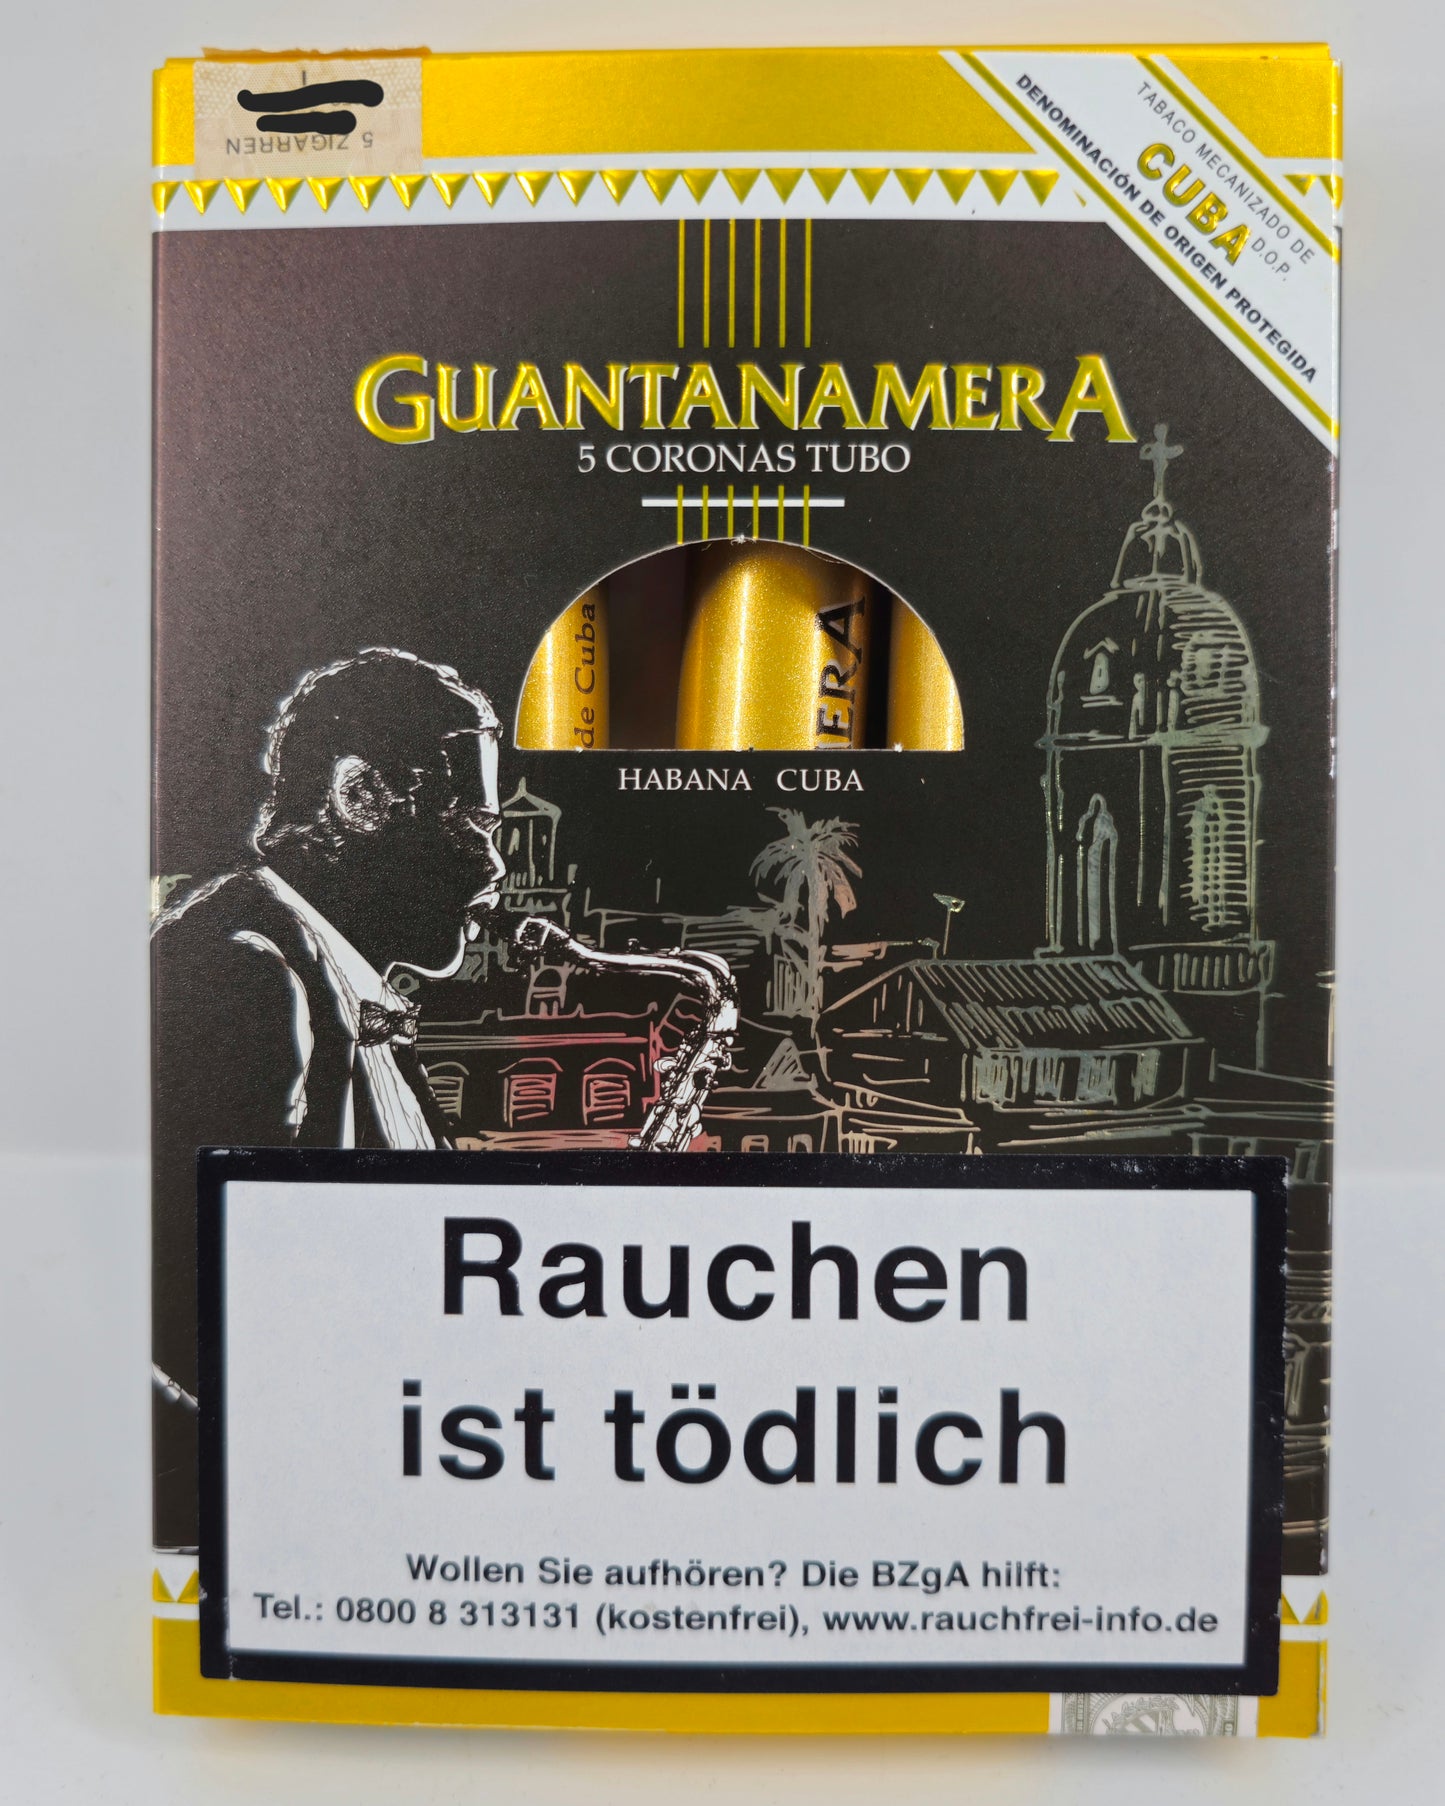 5 ZIGARREN
TABACO MECANIZADO DE
CUBA D.O.P.
DENOMINACIÓN DE ORIGEN PROTEGIDA
GUANTANAMERA
5 CORONAS TUBO
de Cuba
ERA
HABANA CUBA
Rauchen
ist tödlich
Wollen Sie aufhören? Die BZgA hilft:
Tel.: 0800 8 313131 (kostenfrei), www.rauchfrei-info.de